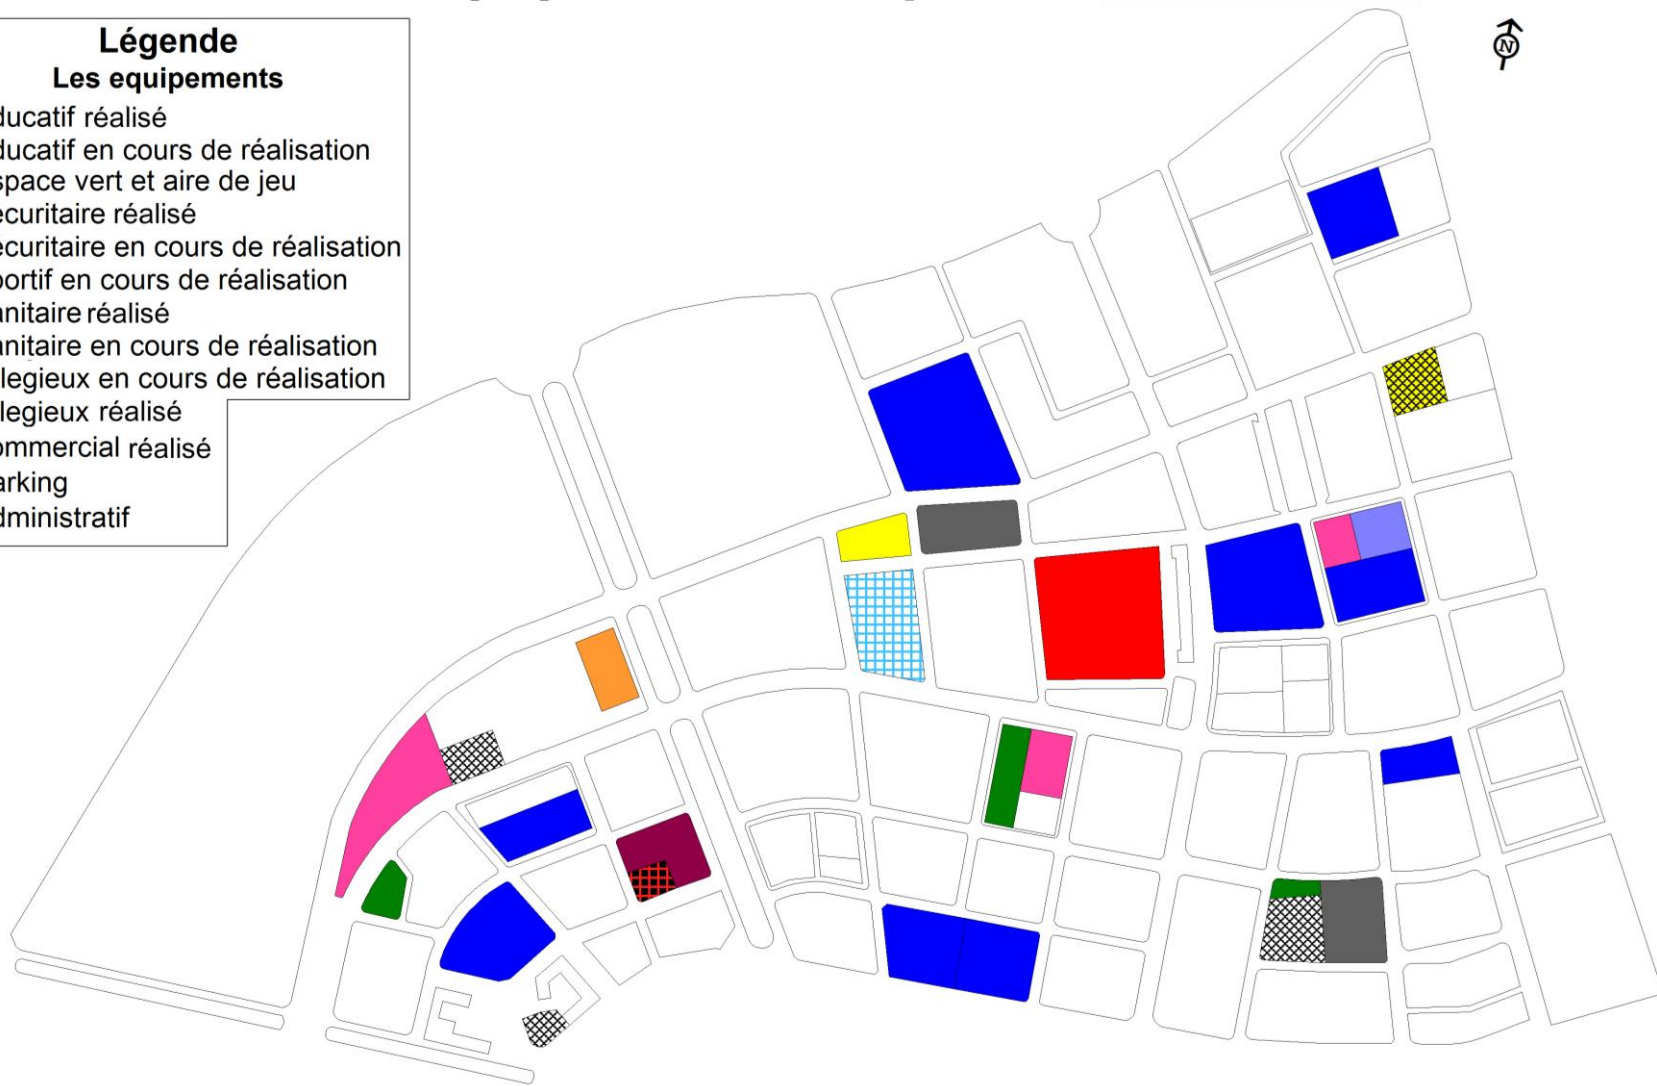 Légende
Les equipements
ducatif réalisé
ducatif en cours de réalisation
space vert et aire de jeu
ecuritaire réalisé
ecuritaire en cours de réalisation
portif en cours de réalisation
anitaire réalisé
anitaire en cours de réalisation
legieux en cours de réalisation
legieux réalisé
ommercial réalisé
arking
dministratif
N